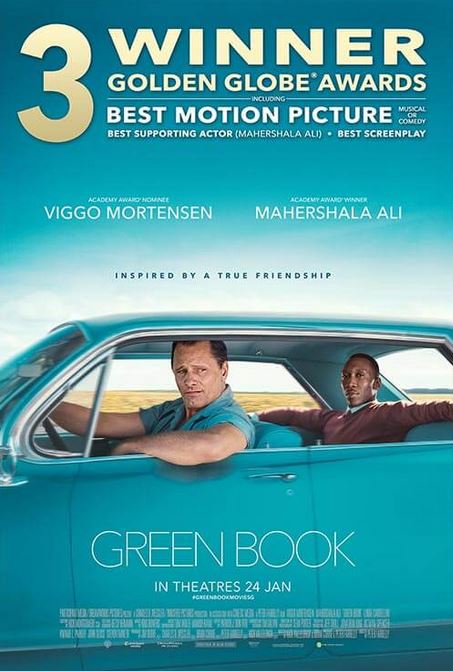 3 WINNER
GOLDEN GLOBE® AWARDS
INCLUDING
BEST MOTION PICTURE MUSICAL OR COMEDY
BEST SUPPORTING ACTOR (MAHERSHALA ALI) • BEST SCREENPLAY
ACADEMY AWARD® NOMINEE
VIGGO MORTENSEN
ACADEMY AWARD® WINNER
MAHERSHALA ALI
INSPIRED BY A TRUE FRIENDSHIP
GREEN BOOK
IN THEATRES 24 JAN
#GREENBOOKMOVIESG